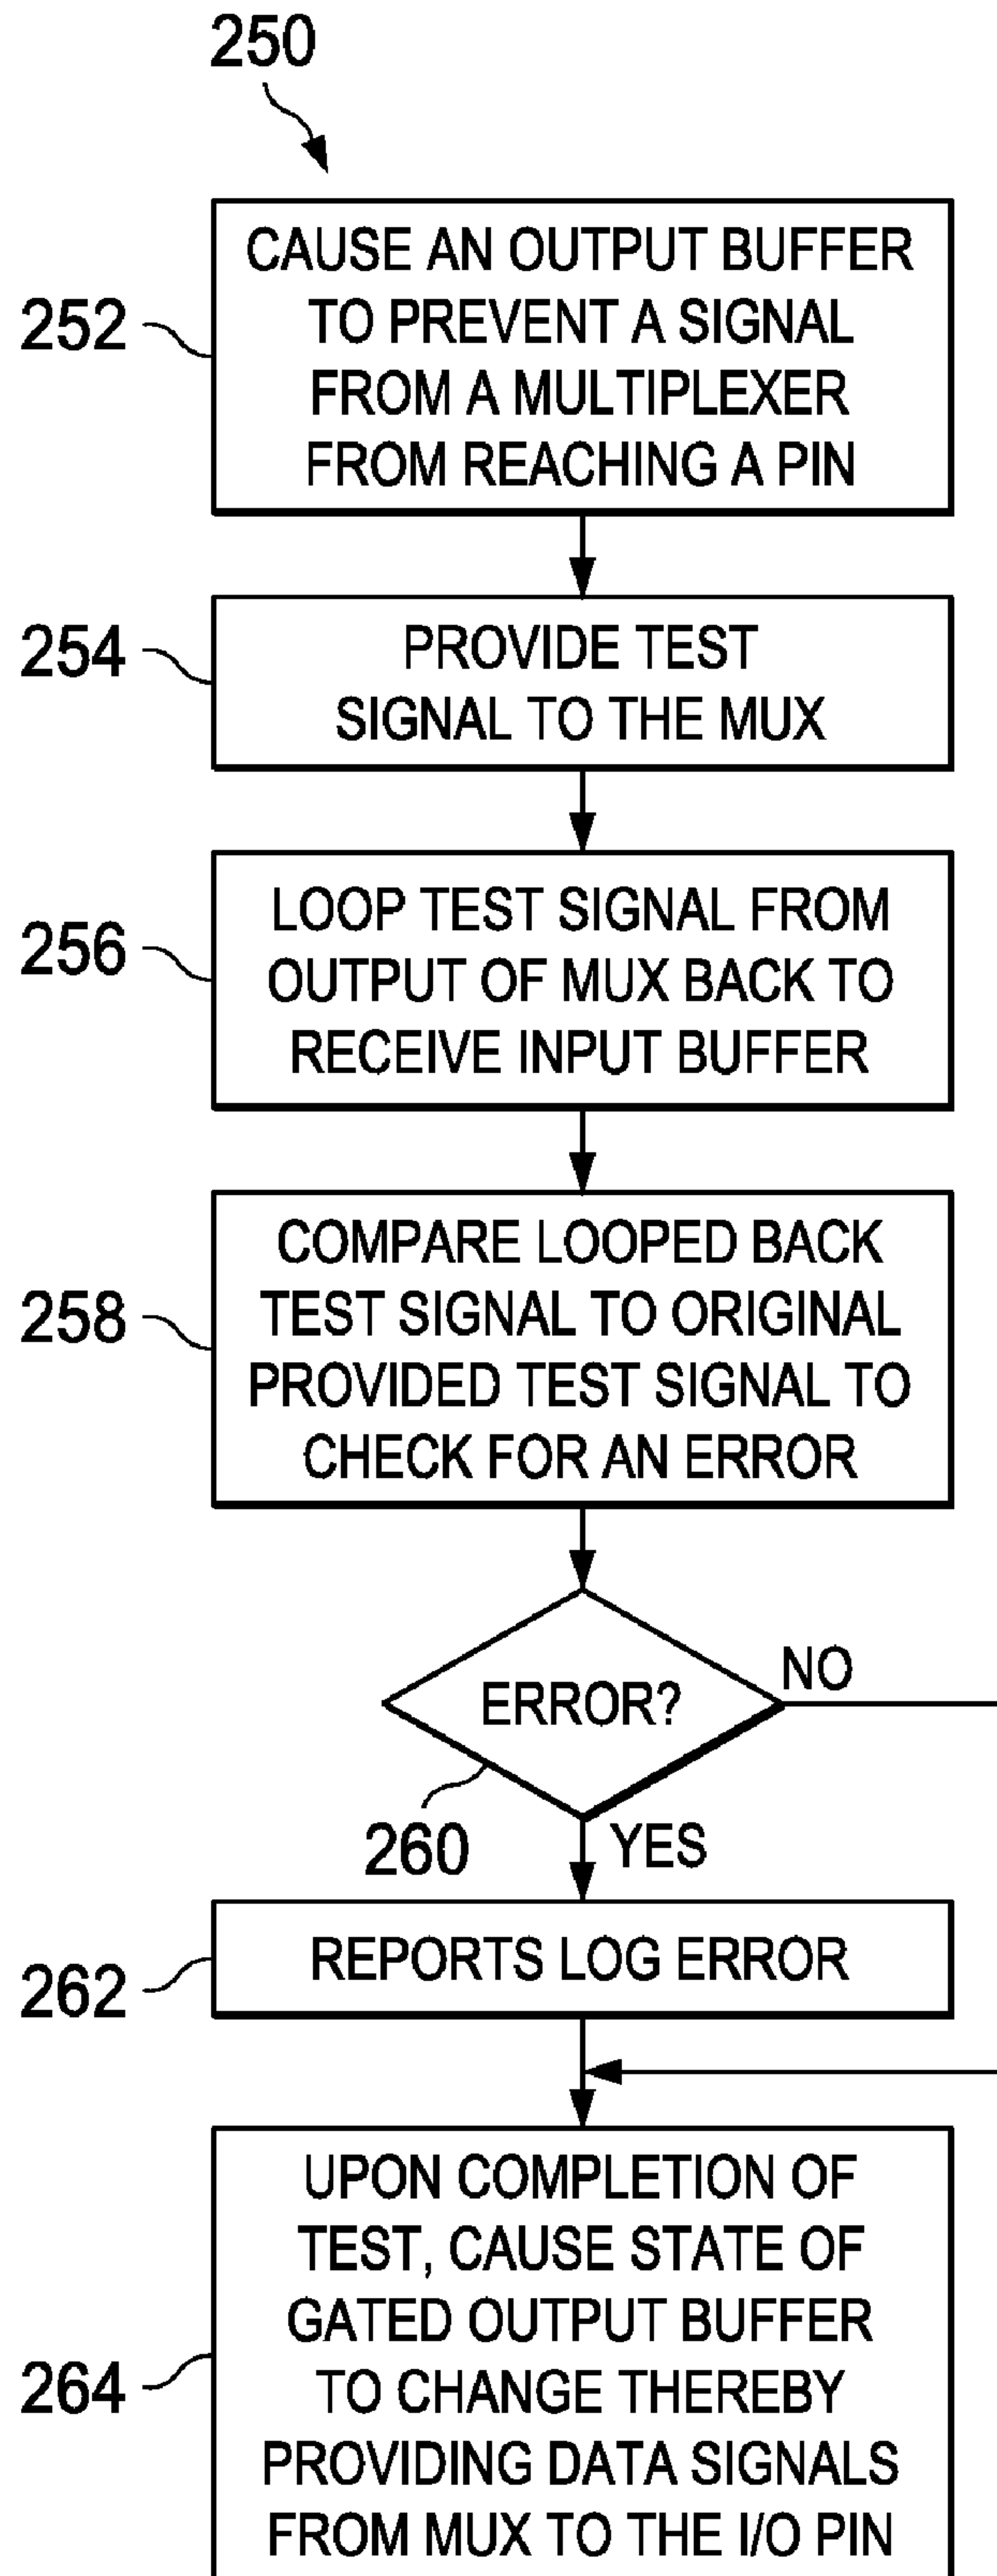 250
252
CAUSE AN OUTPUT BUFFER
TO PREVENT A SIGNAL
FROM A MULTIPLEXER
FROM REACHING A PIN
254
PROVIDE TEST
SIGNAL TO THE MUX
256
LOOP TEST SIGNAL FROM
OUTPUT OF MUX BACK TO
RECEIVE INPUT BUFFER
258
COMPARE LOOPED BACK
TEST SIGNAL TO ORIGINAL
PROVIDED TEST SIGNAL TO
CHECK FOR AN ERROR
ERROR?
NO
260
YES
262
REPORTS LOG ERROR
264
UPON COMPLETION OF
TEST, CAUSE STATE OF
GATED OUTPUT BUFFER
TO CHANGE THEREBY
PROVIDING DATA SIGNALS
FROM MUX TO THE I/O PIN